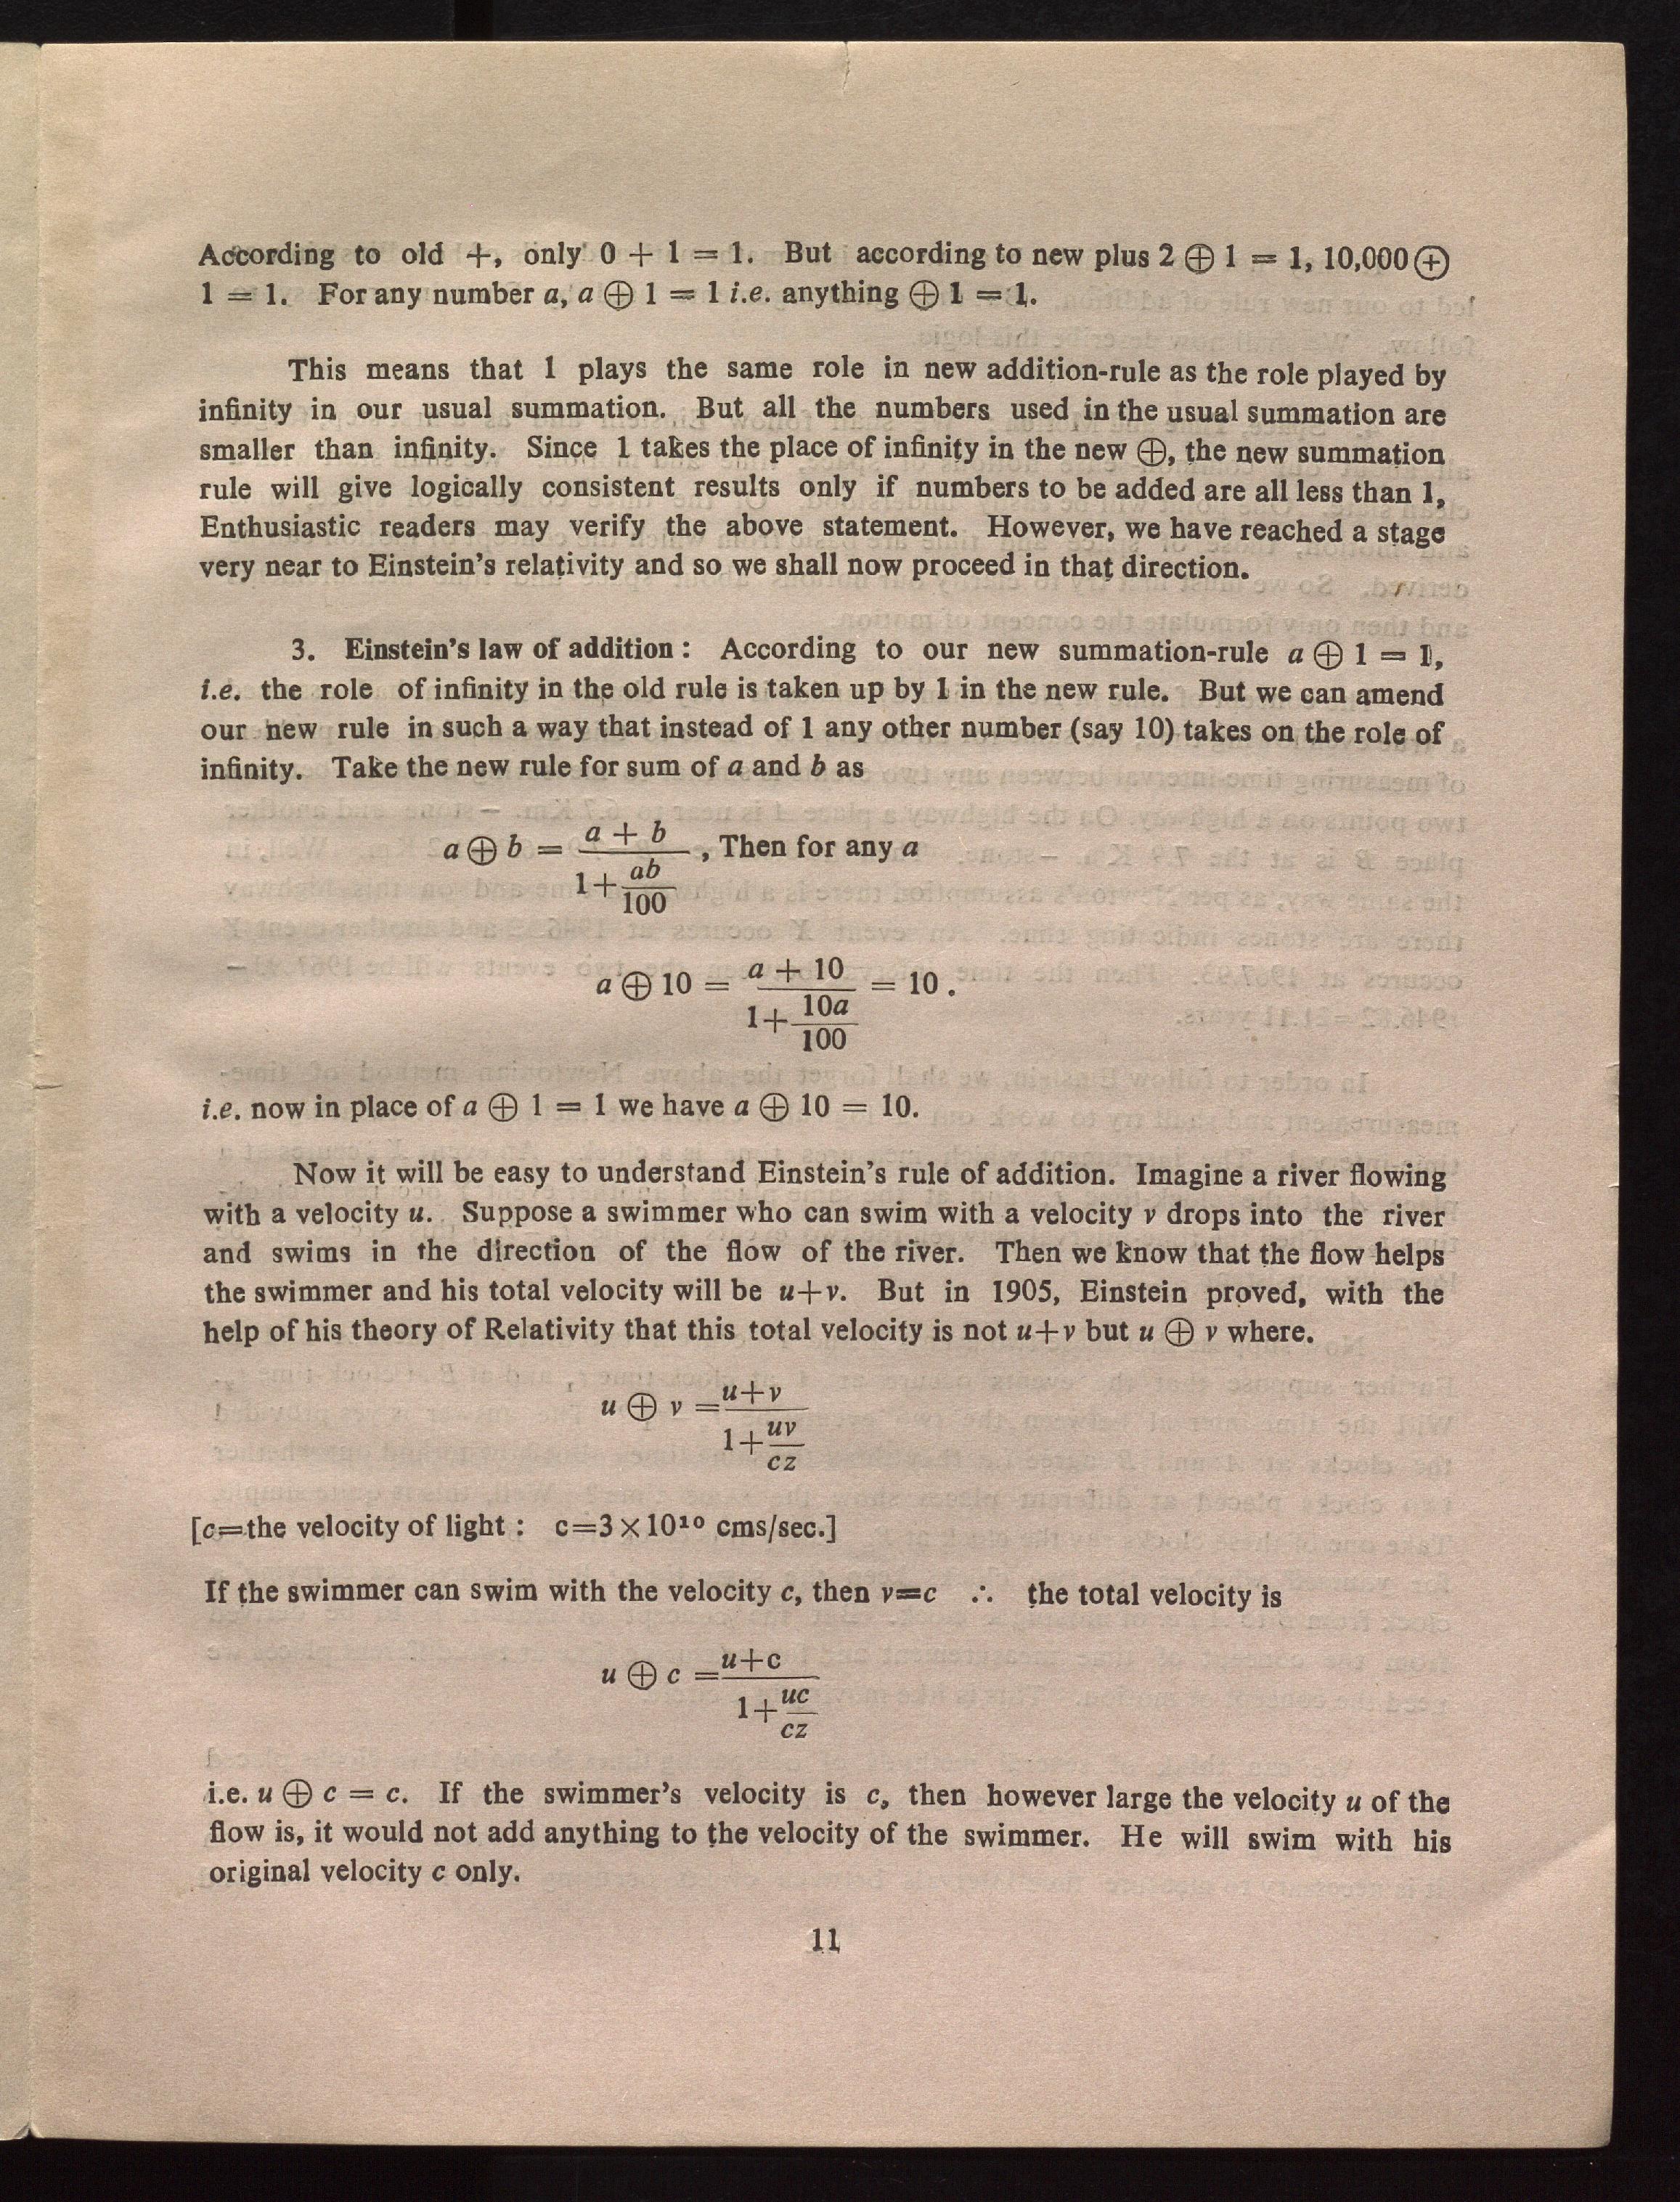 According to old +, only 0 + 1 = 1. But according to new plus 2 ⊕ 1 = 1, 10,000 ⊕
1 = 1. For any number a, a ⊕ 1 = 1 i.e. anything ⊕ 1 = 1.
This means that 1 plays the same role in new addition-rule as the role played by
infinity in our usual summation. But all the numbers used in the usual summation are
smaller than infinity. Since 1 takes the place of infinity in the new ⊕, the new summation
rule will give logically consistent results only if numbers to be added are all less than 1,
Enthusiastic readers may verify the above statement. However, we have reached a stage
very near to Einstein's relativity and so we shall now proceed in that direction.
3. Einstein's law of addition : According to our new summation-rule a ⊕ 1 = 1,
i.e. the role of infinity in the old rule is taken up by 1 in the new rule. But we can amend
our new rule in such a way that instead of 1 any other number (say 10) takes on the role of
infinity. Take the new rule for sum of a and b as
a ⊕ b = a + b , Then for any a
1+ ab
100
a ⊕ 10 = a + 10 = 10 .
1+ 10a
100
i.e. now in place of a ⊕ 1 = 1 we have a ⊕ 10 = 10.
Now it will be easy to understand Einstein's rule of addition. Imagine a river flowing
with a velocity u. Suppose a swimmer who can swim with a velocity v drops into the river
and swims in the direction of the flow of the river. Then we know that the flow helps
the swimmer and his total velocity will be u+v. But in 1905, Einstein proved, with the
help of his theory of Relativity that this total velocity is not u+v but u ⊕ v where.
u ⊕ v = u+v
1+ uv
cz
[c=the velocity of light : c=3×10¹⁰ cms/sec.]
If the swimmer can swim with the velocity c, then v=c ∴ the total velocity is
u ⊕ c = u+c
1+ uc
cz
i.e. u ⊕ c = c. If the swimmer's velocity is c, then however large the velocity u of the
flow is, it would not add anything to the velocity of the swimmer. He will swim with his
original velocity c only.
11